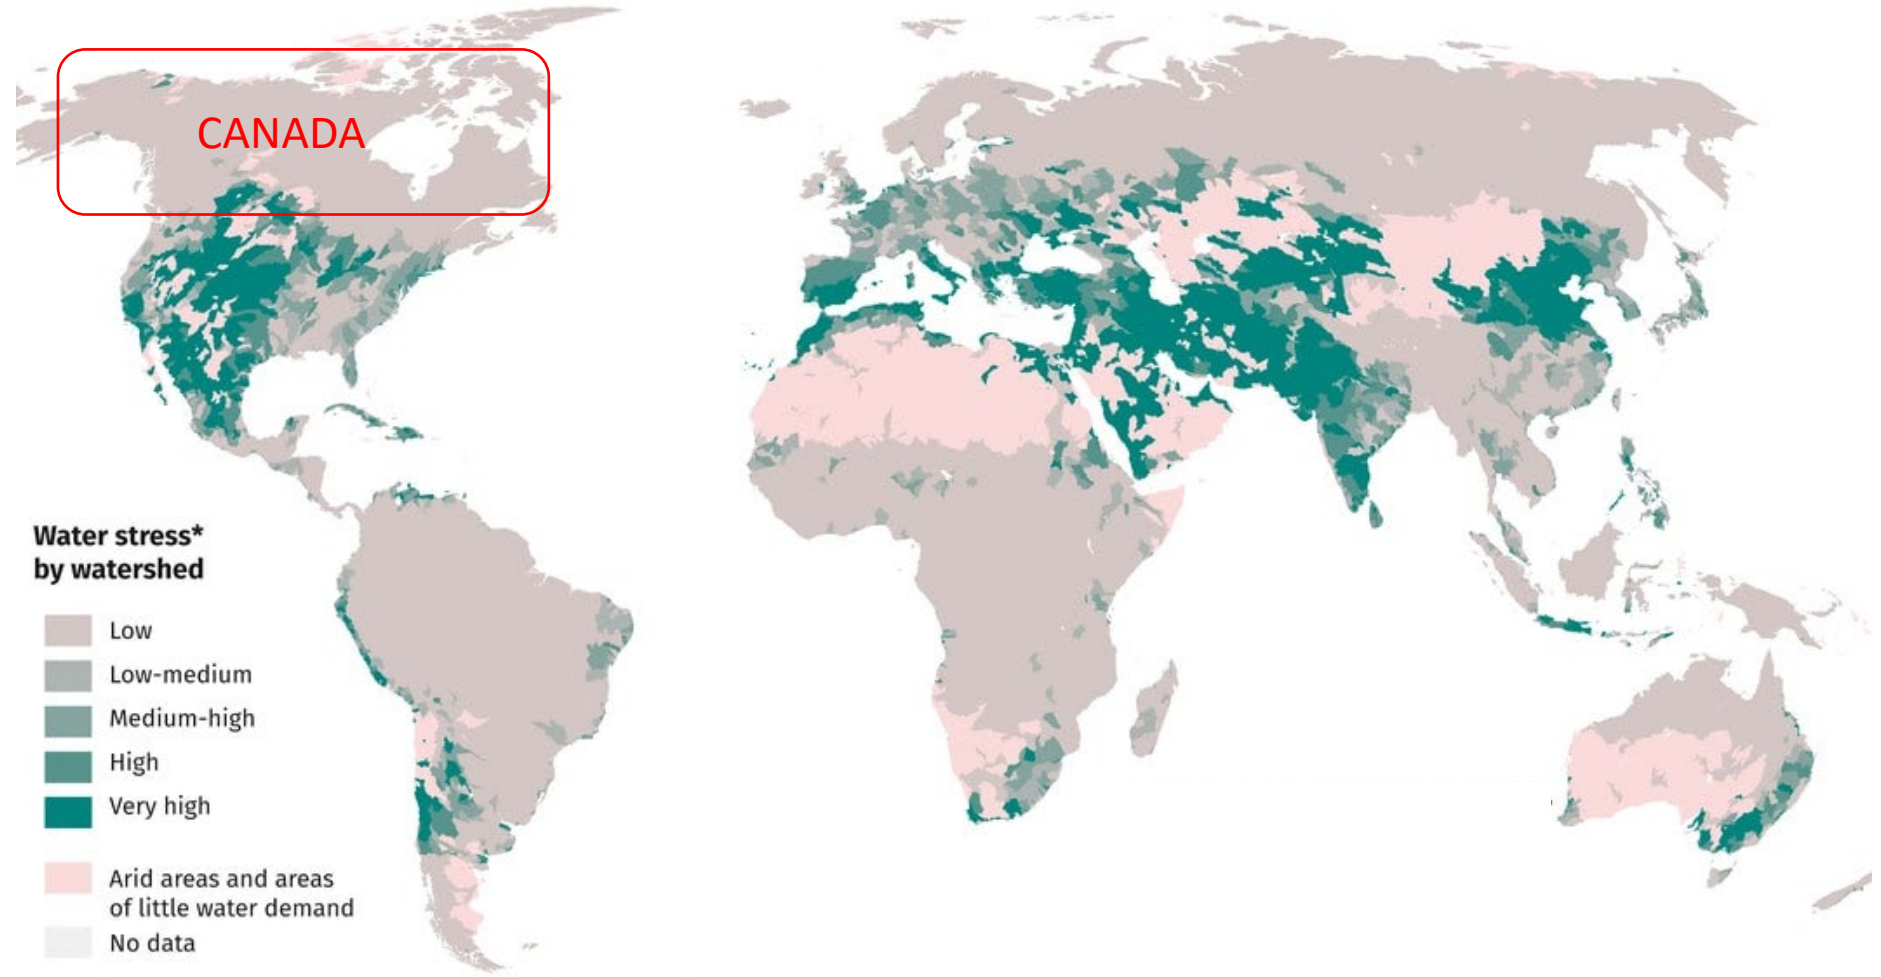 CANADA
Water stress*
by watershed
Low
Low-medium
Medium-high
High
Very high
Arid areas and areas
of little water demand
No data